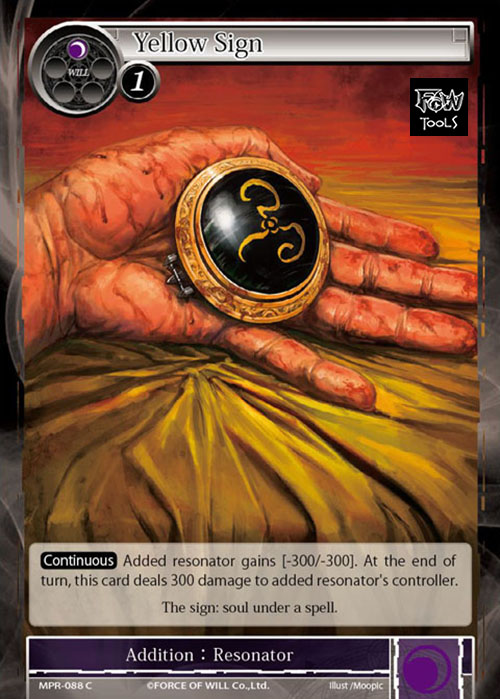 Yellow Sign
WILL
1
FOW
TOOLS
Continuous Added resonator gains [-300/-300]. At the end of
turn, this card deals 300 damage to added resonator's controller.
The sign: soul under a spell.
Addition : Resonator
MPR-088 C ©FORCE OF WILL Co.,Ltd. Illust /Moopic